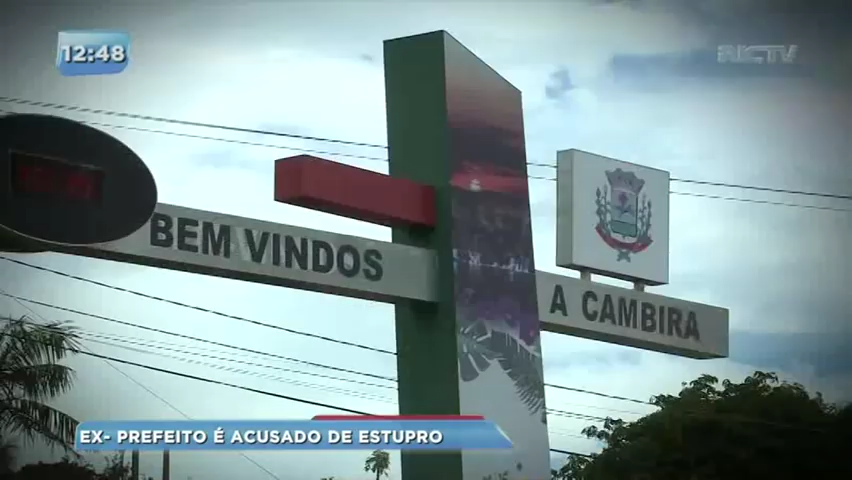 12:48
RICTV
BEM VINDOS
A CAMBIRA
EX- PREFEITO É ACUSADO DE ESTUPRO